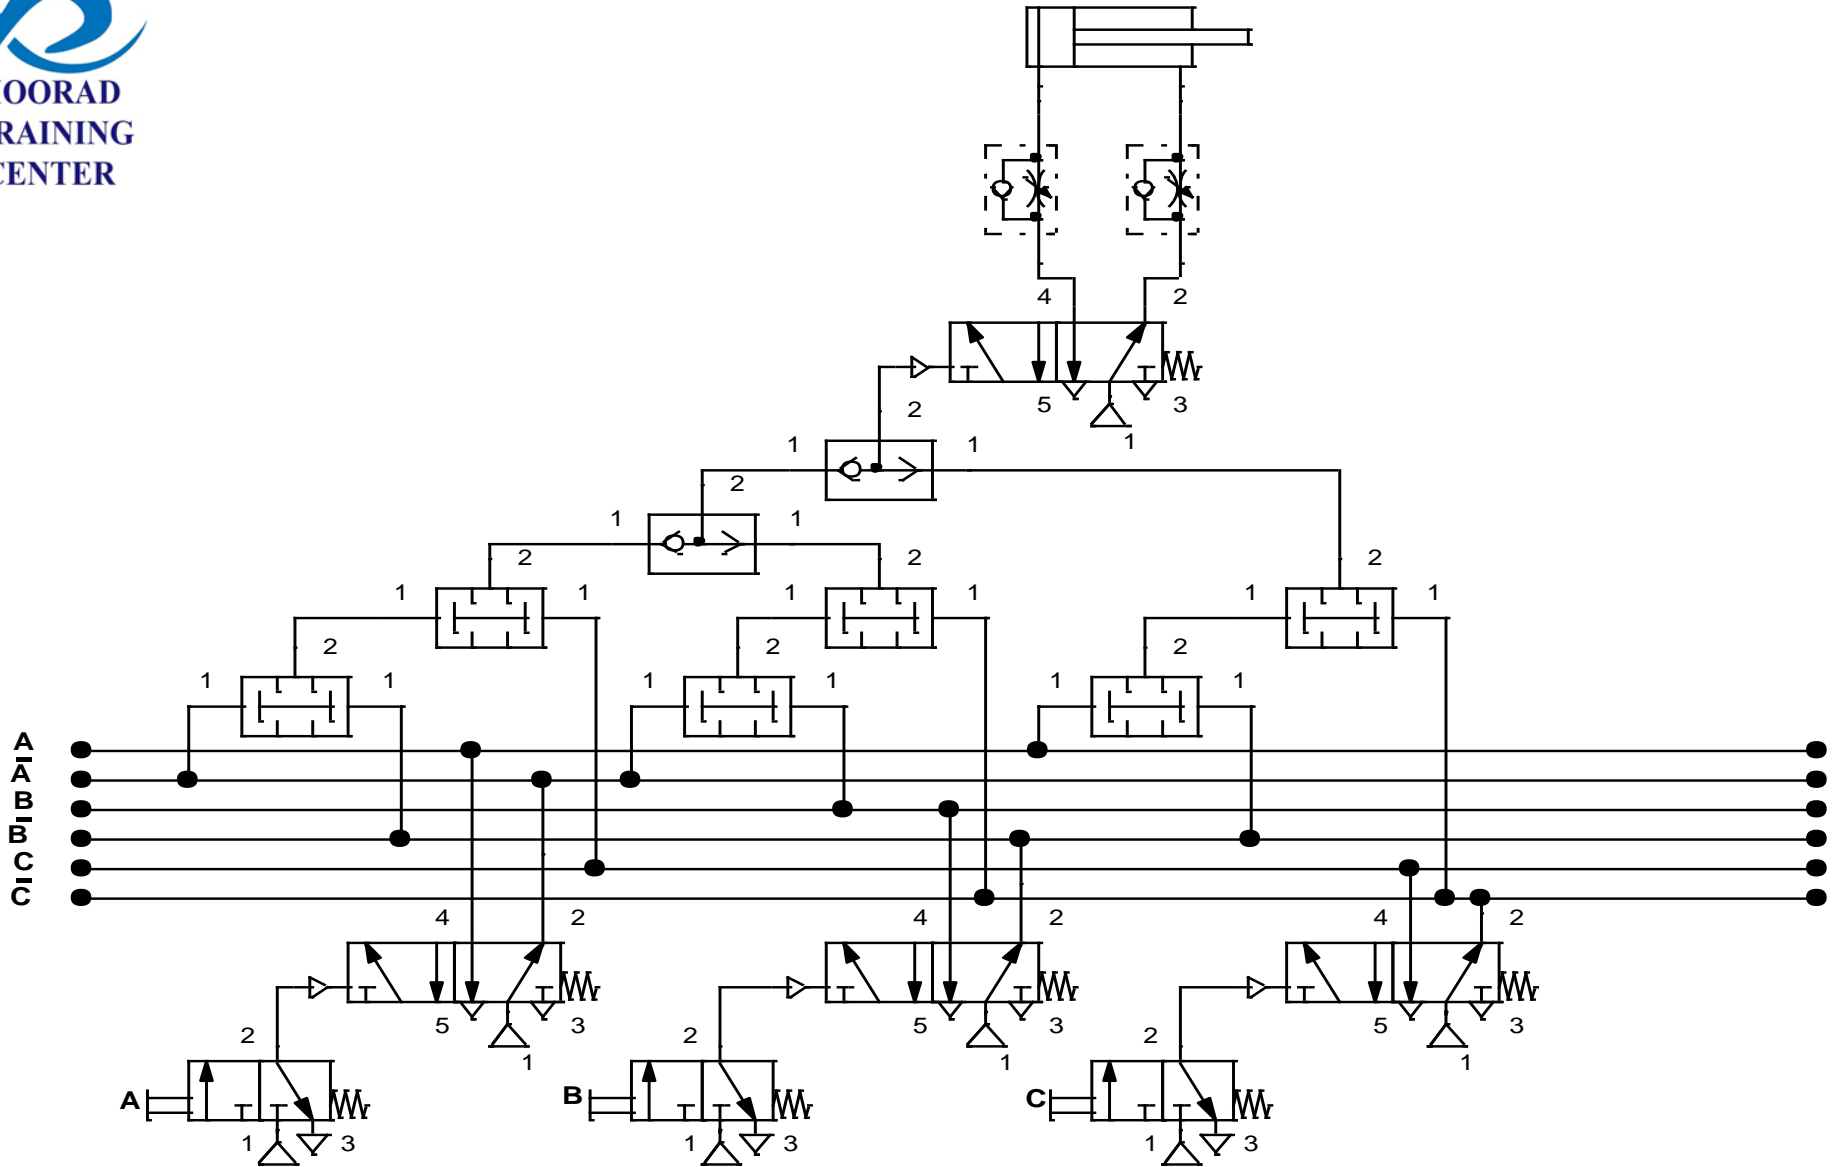 OORAD
RAINING
CENTER
4 2
5 3
1
2
1 1
2
1 1
2 2 2
1 1 1 1 1 1
2 2 2
1 1 1 1 1 1
A
A̅
B
B̅
C
C̅
4 2 4 2 4 2
5 3 5 3 5 3
1 1 1
2 2 2
A B C
1 3 1 3 1 3